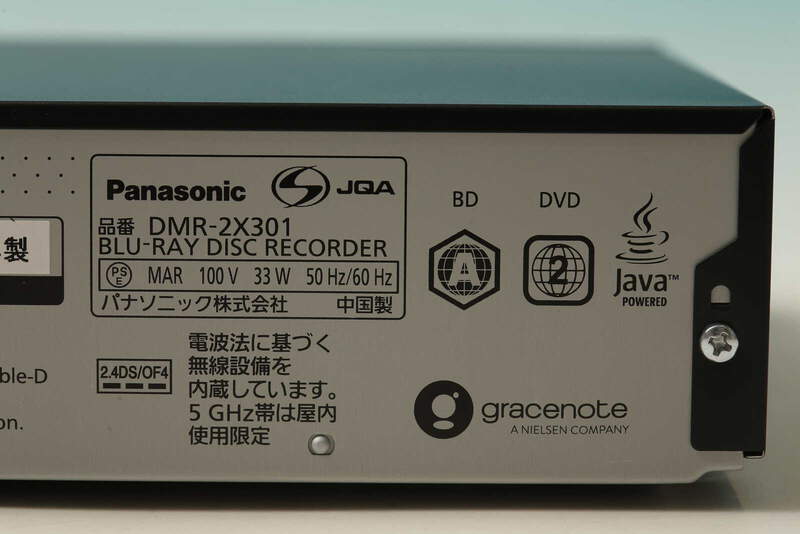 Panasonic JQA
品番 DMR-2X301
BLU-RAY DISC RECORDER
PSE MAR 100 V 33 W 50 Hz/60 Hz
パナソニック株式会社 中国製
BD DVD
A 2
Java™
POWERED
製
2.4DS/OF4
電波法に基づく
無線設備を
内蔵しています。
5 GHz帯は屋内
使用限定
ble-D
on.
gracenote
A NIELSEN COMPANY